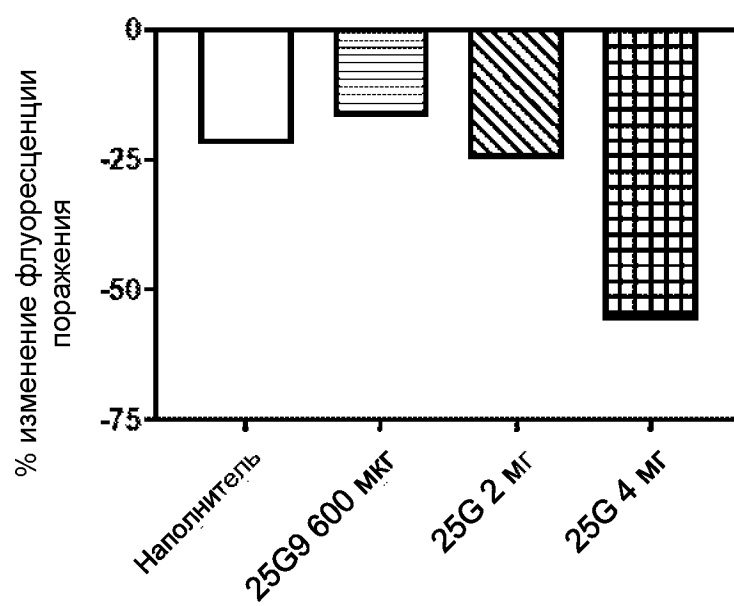 % изменение флуоресценции
поражения
0
-25
-50
-75
Наполнитель
25G9 600 мкг
25G 2 мг
25G 4 мг